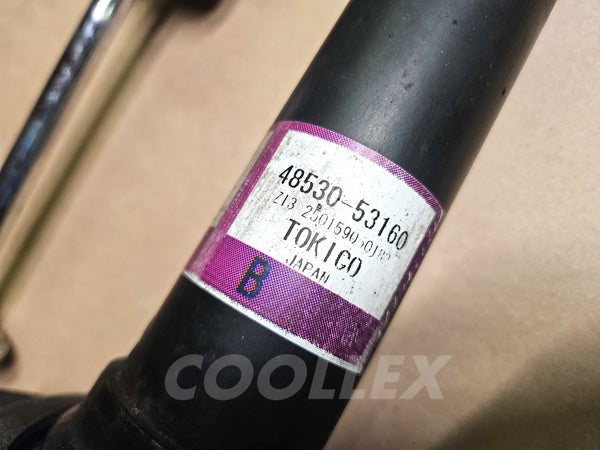 48530-53160
TOKICO
JAPAN
B
COOLLEX